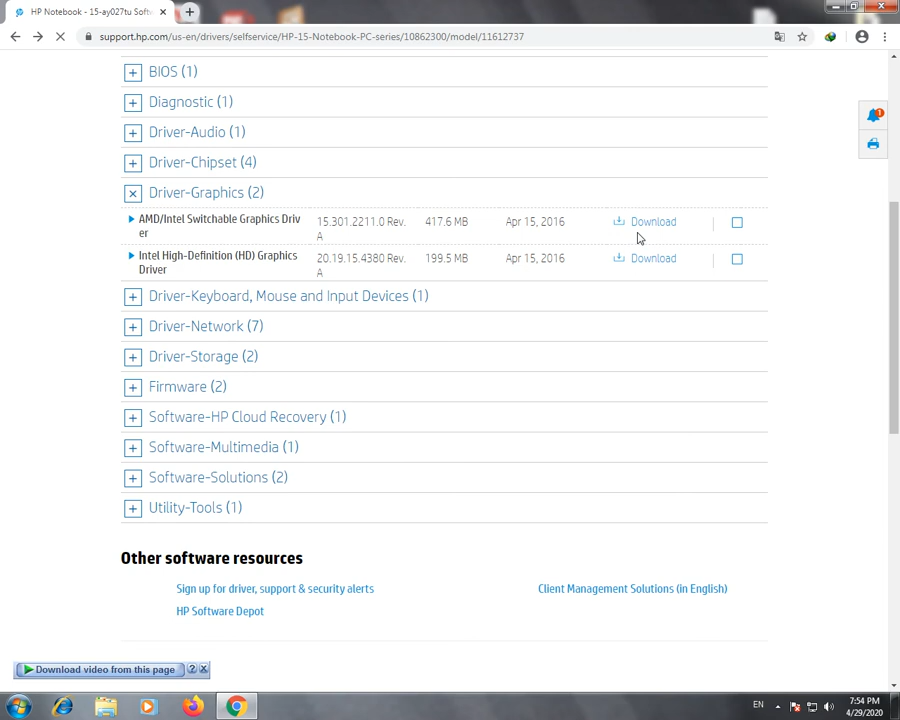 HP Notebook - 15-ay027tu Softw
support.hp.com/us-en/drivers/selfservice/HP-15-Notebook-PC-series/10862300/model/11612737
BIOS (1)
1
Diagnostic (1)
Driver-Audio (1)
Driver-Chipset (4)
Driver-Graphics (2)
AMD/Intel Switchable Graphics Driv
er
15.301.2211.0 Rev.
A
417.6 MB
Apr 15, 2016
Download
Intel High-Definition (HD) Graphics
Driver
20.19.15.4380 Rev.
A
199.5 MB
Apr 15, 2016
Download
Driver-Keyboard, Mouse and Input Devices (1)
Driver-Network (7)
Driver-Storage (2)
Firmware (2)
Software-HP Cloud Recovery (1)
Software-Multimedia (1)
Software-Solutions (2)
Utility-Tools (1)
Other software resources
Sign up for driver, support & security alerts
Client Management Solutions (in English)
HP Software Depot
Download video from this page
?
EN
7:54 PM
4/29/2020